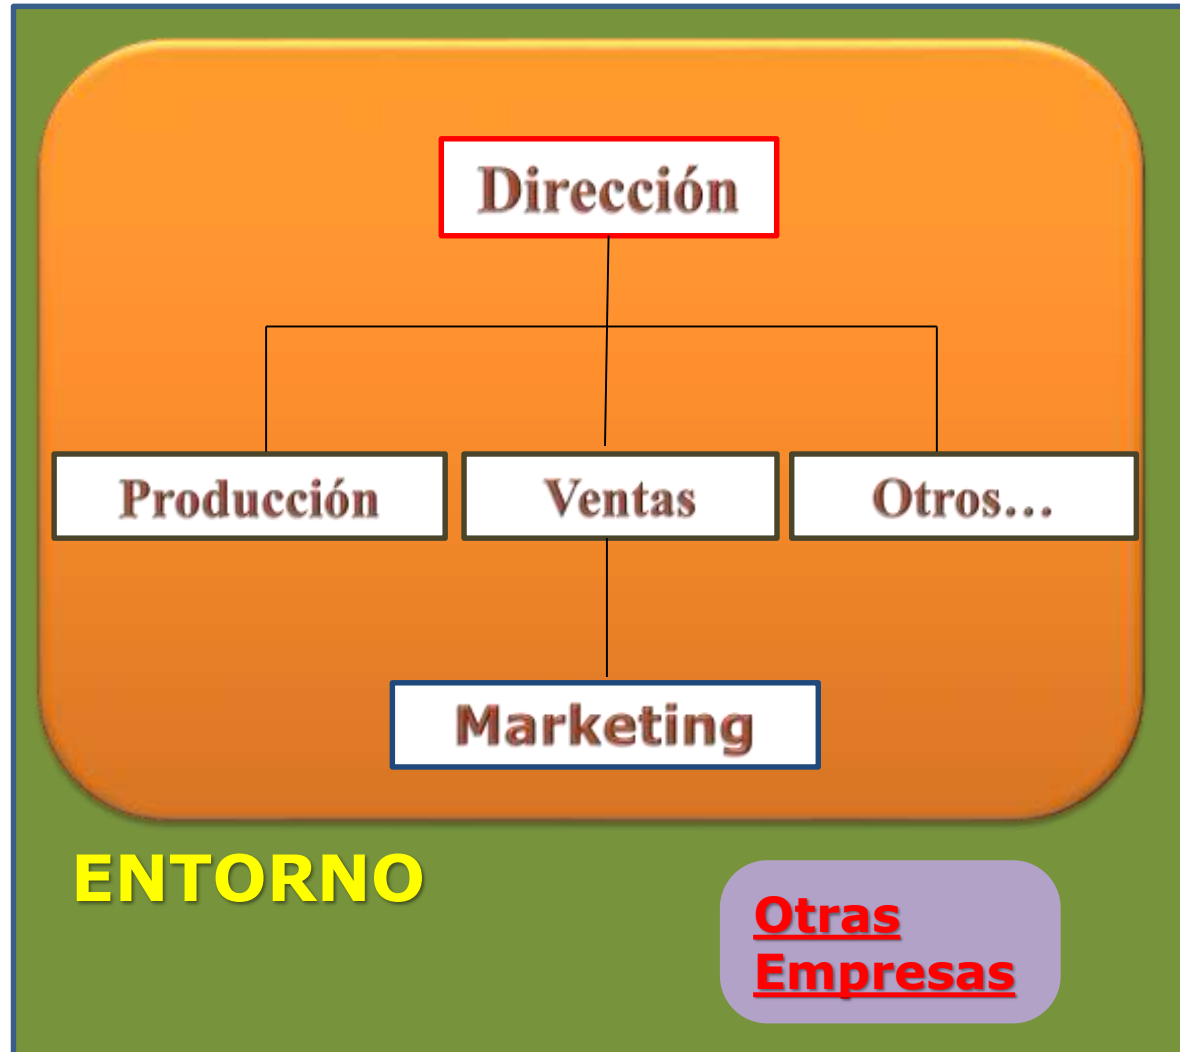 Dirección
Producción
Ventas
Otros...
Marketing
ENTORNO
Otras
Empresas